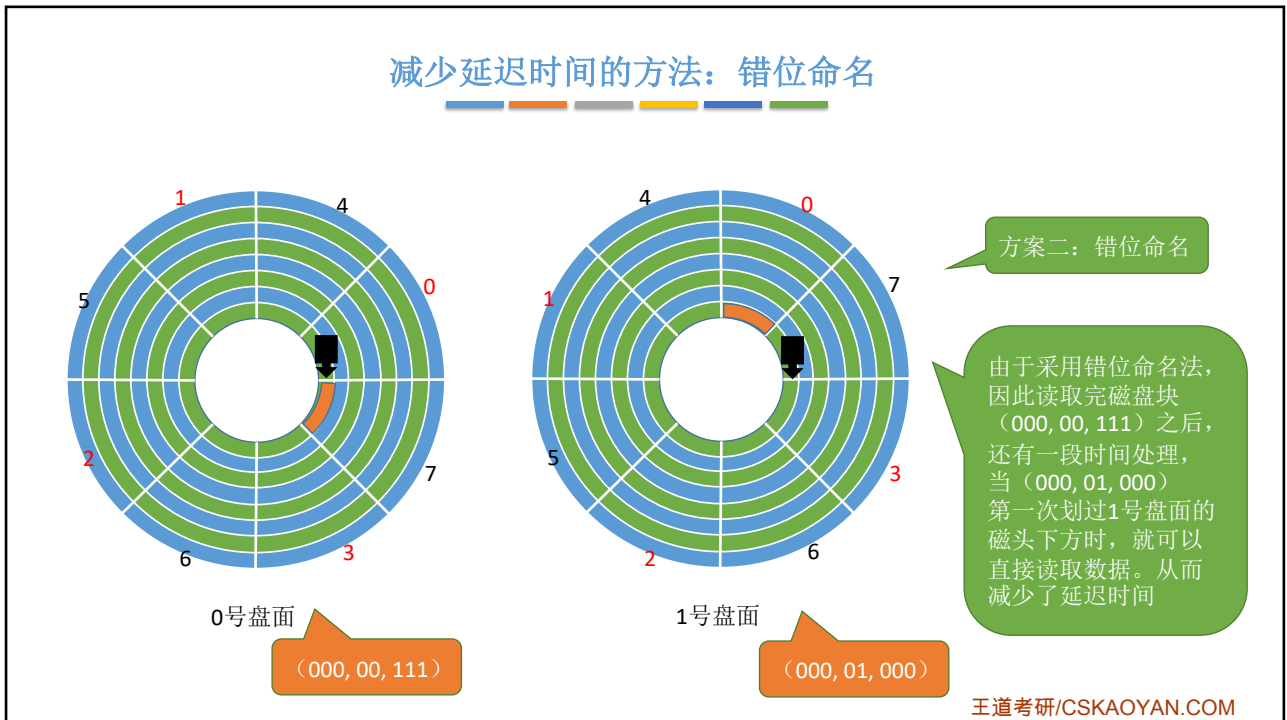 减少延迟时间的方法：错位命名
1
4
0
5
2
7
6
3
4
0
7
1
5
3
2
6
方案二：错位命名
由于采用错位命名法，
因此读取完磁盘块
（000, 00, 111）之后，
还有一段时间处理，
当（000, 01, 000）
第一次划过1号盘面的
磁头下方时，就可以
直接读取数据。从而
减少了延迟时间
0号盘面
1号盘面
（000, 00, 111）
（000, 01, 000）
王道考研/CSKAOYAN.COM